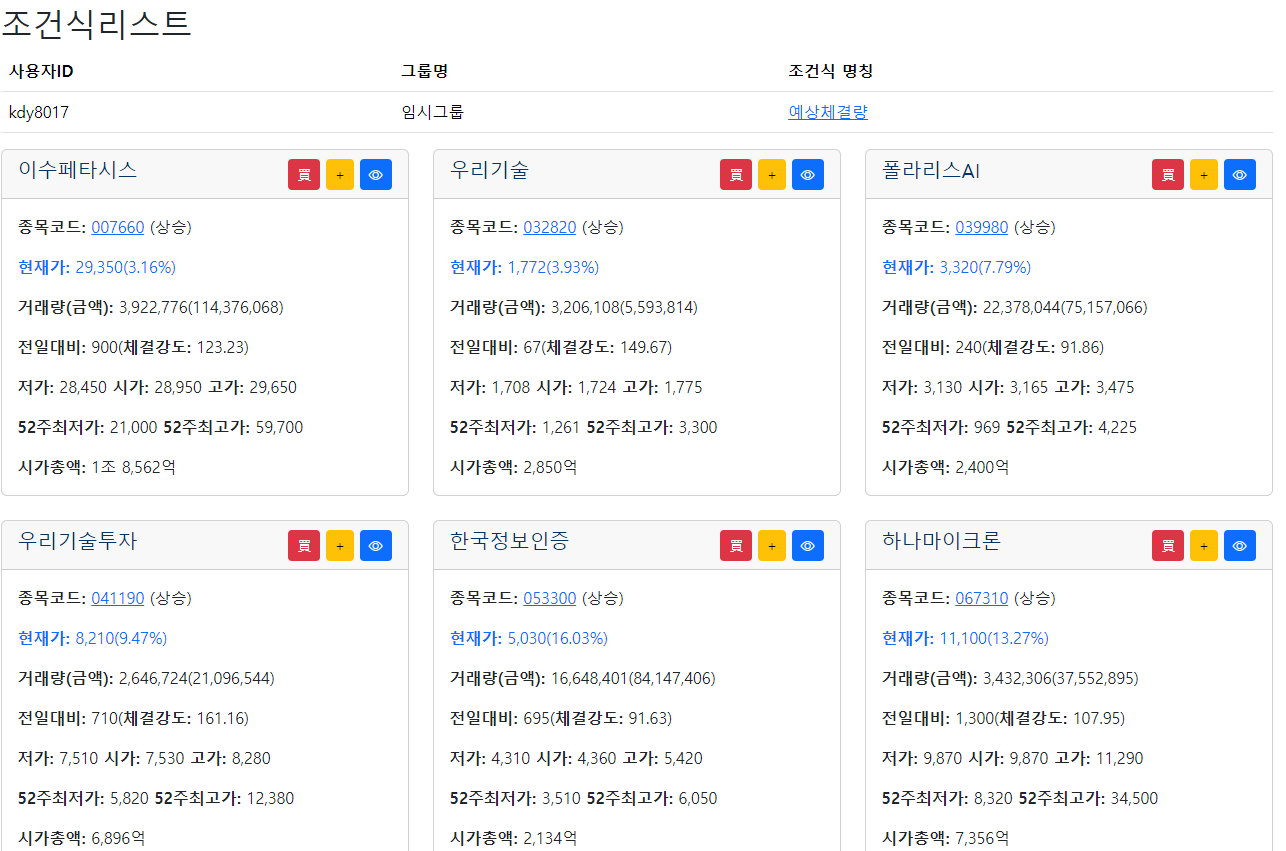 조건식리스트
사용자ID 그룹명 조건식 명칭
kdy8017 임시그룹 예상체결량
이수페타시스 買 +
종목코드: 007660 (상승)
현재가: 29,350(3.16%)
거래량(금액): 3,922,776(114,376,068)
전일대비: 900(체결강도: 123.23)
저가: 28,450 시가: 28,950 고가: 29,650
52주최저가: 21,000 52주최고가: 59,700
시가총액: 1조 8,562억
우리기술 買 +
종목코드: 032820 (상승)
현재가: 1,772(3.93%)
거래량(금액): 3,206,108(5,593,814)
전일대비: 67(체결강도: 149.67)
저가: 1,708 시가: 1,724 고가: 1,775
52주최저가: 1,261 52주최고가: 3,300
시가총액: 2,850억
폴라리스AI 買 +
종목코드: 039980 (상승)
현재가: 3,320(7.79%)
거래량(금액): 22,378,044(75,157,066)
전일대비: 240(체결강도: 91.86)
저가: 3,130 시가: 3,165 고가: 3,475
52주최저가: 969 52주최고가: 4,225
시가총액: 2,400억
우리기술투자 買 +
종목코드: 041190 (상승)
현재가: 8,210(9.47%)
거래량(금액): 2,646,724(21,096,544)
전일대비: 710(체결강도: 161.16)
저가: 7,510 시가: 7,530 고가: 8,280
52주최저가: 5,820 52주최고가: 12,380
시가총액: 6,896억
한국정보인증 買 +
종목코드: 053300 (상승)
현재가: 5,030(16.03%)
거래량(금액): 16,648,401(84,147,406)
전일대비: 695(체결강도: 91.63)
저가: 4,310 시가: 4,360 고가: 5,420
52주최저가: 3,510 52주최고가: 6,050
시가총액: 2,134억
하나마이크론 買 +
종목코드: 067310 (상승)
현재가: 11,100(13.27%)
거래량(금액): 3,432,306(37,552,895)
전일대비: 1,300(체결강도: 107.95)
저가: 9,870 시가: 9,870 고가: 11,290
52주최저가: 8,320 52주최고가: 34,500
시가총액: 7,356억